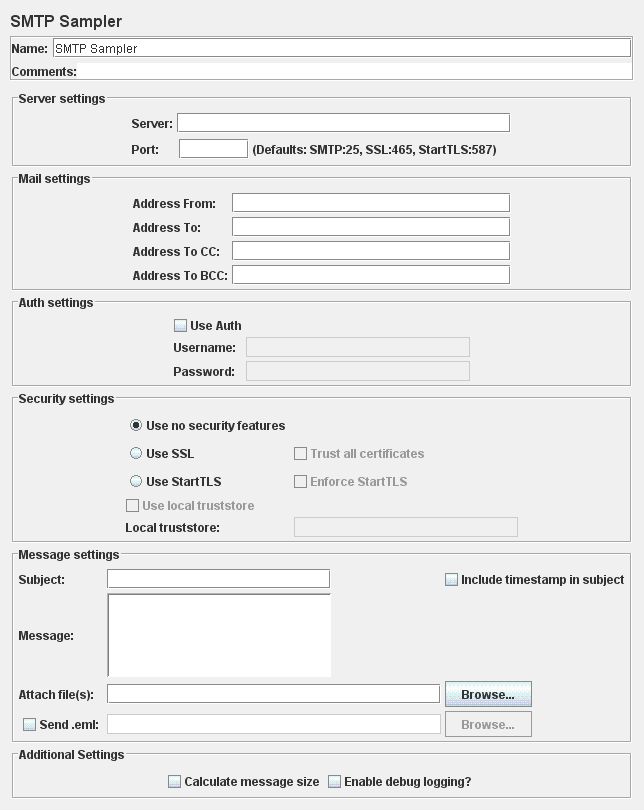 SMTP Sampler
Name: SMTP Sampler
Comments:
Server settings
Server:
Port: (Defaults: SMTP:25, SSL:465, StartTLS:587)
Mail settings
Address From:
Address To:
Address To CC:
Address To BCC:
Auth settings
Use Auth
Username:
Password:
Security settings
Use no security features
Use SSL Trust all certificates
Use StartTLS Enforce StartTLS
Use local truststore
Local truststore:
Message settings
Subject: Include timestamp in subject
Message:
Attach file(s): Browse...
Send .eml: Browse...
Additional Settings
Calculate message size Enable debug logging?